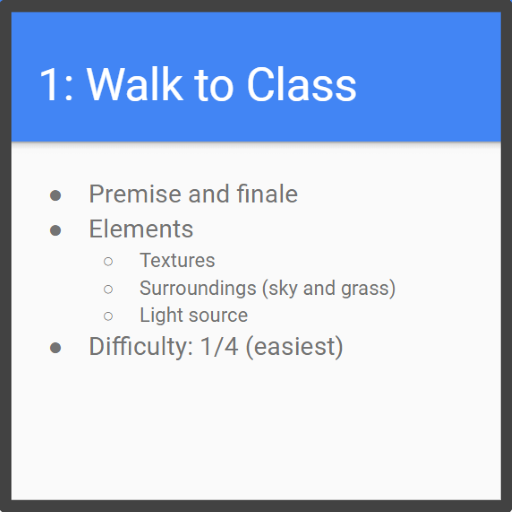 1: Walk to Class
● Premise and finale
● Elements
○ Textures
○ Surroundings (sky and grass)
○ Light source
● Difficulty: 1/4 (easiest)